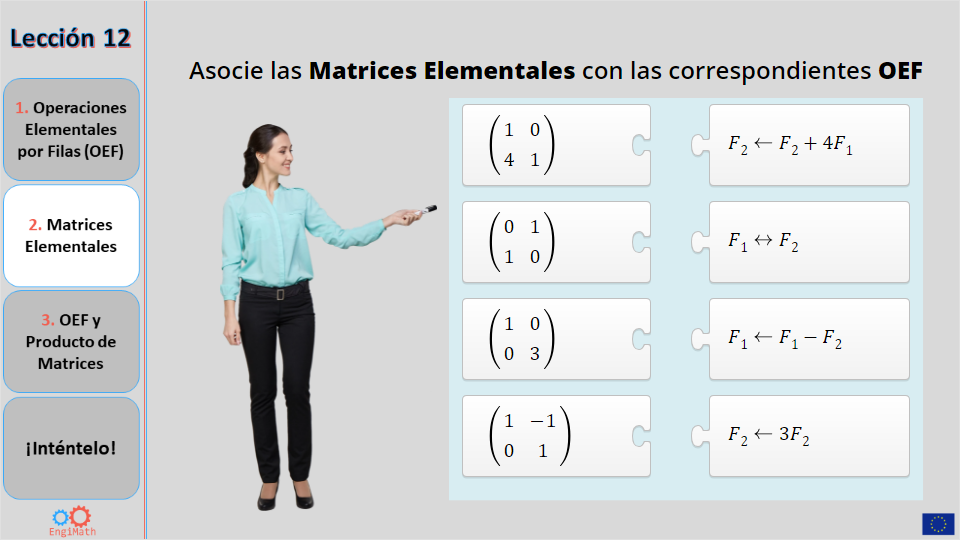 Lección 12
1. Operaciones
Elementales
por Filas (OEF)
2. Matrices
Elementales
3. OEF y
Producto de
Matrices
¡Inténtelo!
EngiMath
Asocie las Matrices Elementales con las correspondientes OEF
1 0
4 1
F₂ ← F₂ + 4F₁
0 1
1 0
F₁ ↔ F₂
1 0
0 3
F₁ ← F₁ − F₂
1 −1
0 1
F₂ ← 3F₂